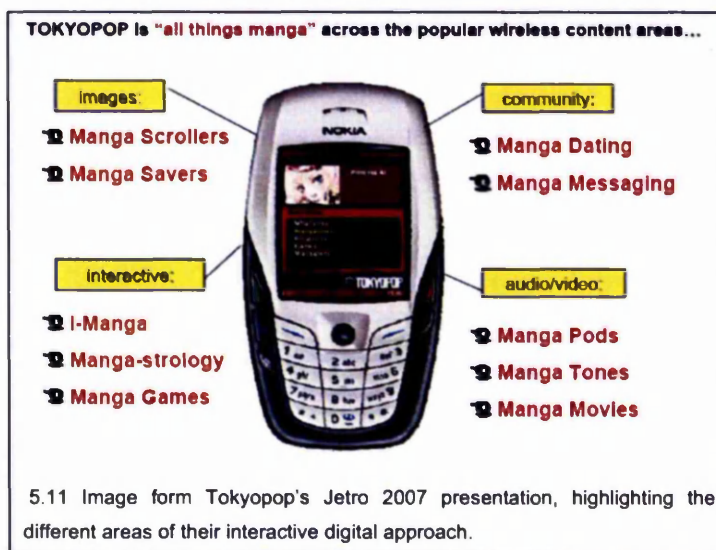 TOKYOPOP is "all things manga" across the popular wireless content areas...
images:
Manga Scrollers
Manga Savers
community:
Manga Dating
Manga Messaging
NOKIA
TOKYOPOP
interactive:
I-Manga
Manga-strology
Manga Games
audio/video:
Manga Pods
Manga Tones
Manga Movies
5.11 Image form Tokyopop's Jetro 2007 presentation, highlighting the
different areas of their interactive digital approach.